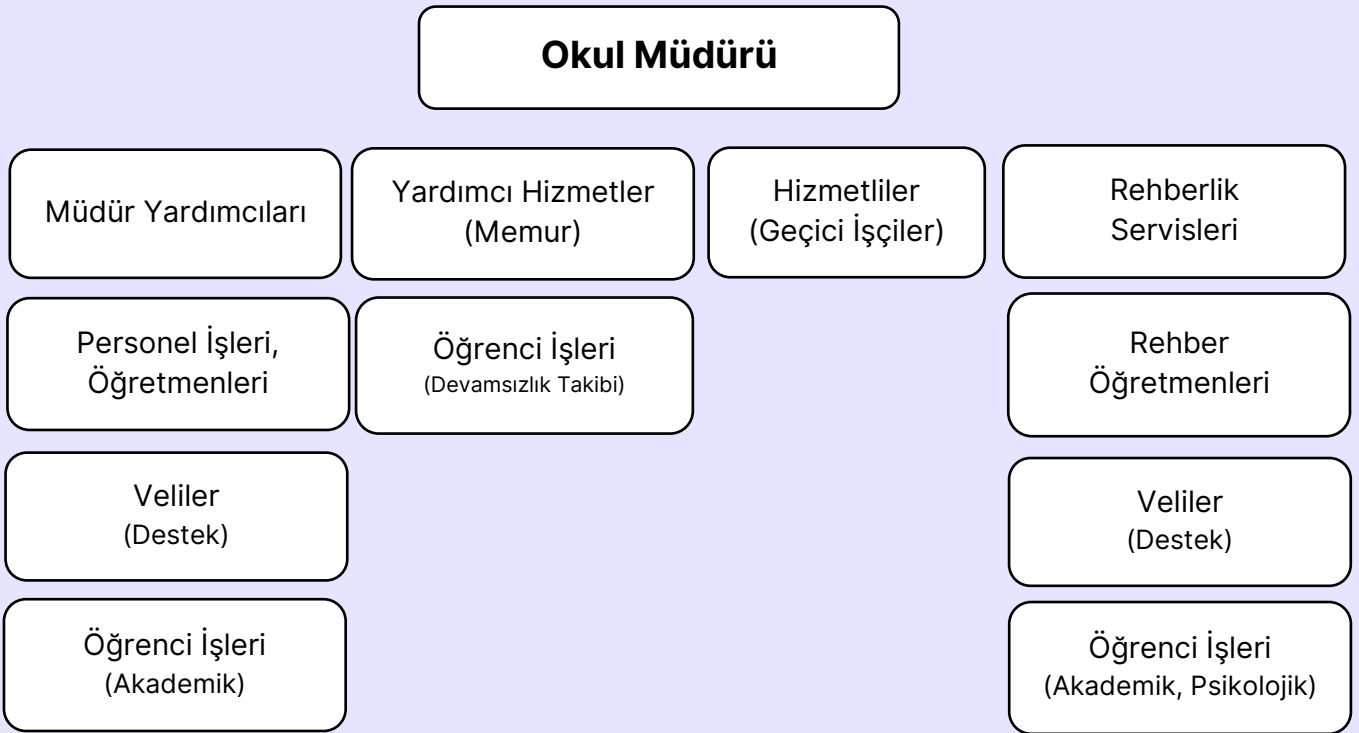 Okul Müdürü
Müdür Yardımcıları
Yardımcı Hizmetler
(Memur)
Hizmetliler
(Geçici İşçiler)
Rehberlik
Servisleri
Personel İşleri,
Öğretmenleri
Öğrenci İşleri
(Devamsızlık Takibi)
Rehber
Öğretmenleri
Veliler
(Destek)
Veliler
(Destek)
Öğrenci İşleri
(Akademik)
Öğrenci İşleri
(Akademik, Psikolojik)